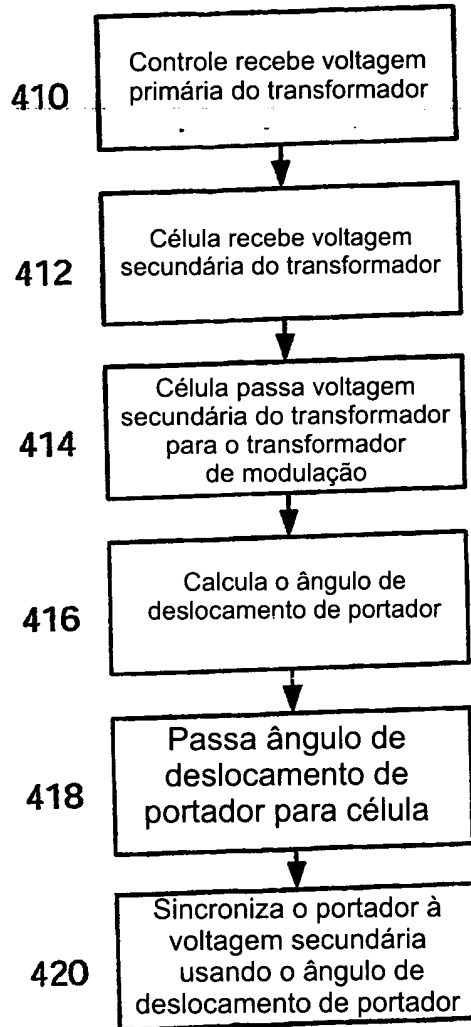 410
Controle recebe voltagem
primária do transformador
412
Célula recebe voltagem
secundária do transformador
414
Célula passa voltagem
secundária do transformador
para o transformador
de modulação
416
Calcula o ângulo de
deslocamento de portador
418
Passa ângulo de
deslocamento de
portador para célula
420
Sincroniza o portador à
voltagem secundária
usando o ângulo de
deslocamento de portador